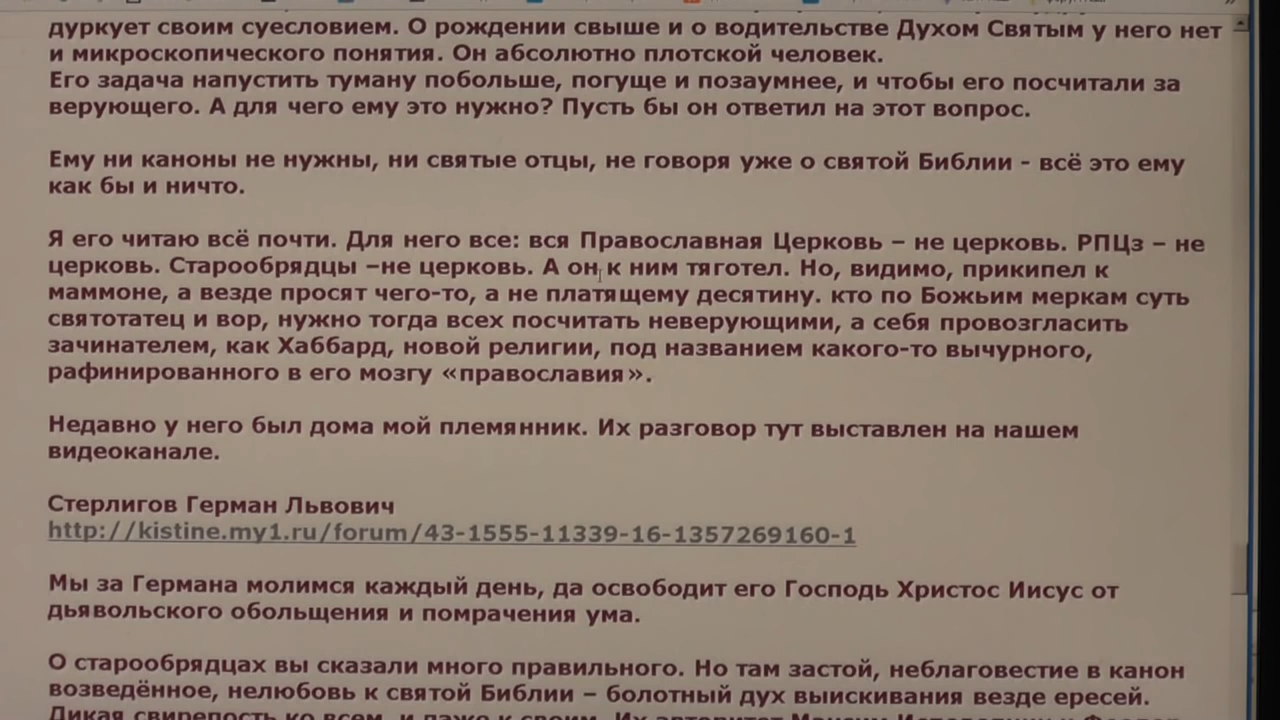 дуркует своим суесловием. О рождении свыше и о водительстве Духом Святым у него нет
и микроскопического понятия. Он абсолютно плотской человек.
Его задача напустить туману побольше, погуще и позаумнее, и чтобы его посчитали за
верующего. А для чего ему это нужно? Пусть бы он ответил на этот вопрос.
Ему ни каноны не нужны, ни святые отцы, не говоря уже о святой Библии - всё это ему
как бы и ничто.
Я его читаю всё почти. Для него все: вся Православная Церковь – не церковь. РПЦз – не
церковь. Старообрядцы –не церковь. А он к ним тяготел. Но, видимо, прикипел к
маммоне, а везде просят чего-то, а не платящему десятину. кто по Божьим меркам суть
святотатец и вор, нужно тогда всех посчитать неверующими, а себя провозгласить
зачинателем, как Хаббард, новой религии, под названием какого-то вычурного,
рафинированного в его мозгу «православия».
Недавно у него был дома мой племянник. Их разговор тут выставлен на нашем
видеоканале.
Стерлигов Герман Львович
http://kistine.my1.ru/forum/43-1555-11339-16-1357269160-1
Мы за Германа молимся каждый день, да освободит его Господь Христос Иисус от
дьявольского обольщения и помрачения ума.
О старообрядцах вы сказали много правильного. Но там застой, неблаговестие в канон
возведённое, нелюбовь к святой Библии – болотный дух выискивания везде ересей.
Дикая свирепость ко всем, и даже к своим. Их авторитет